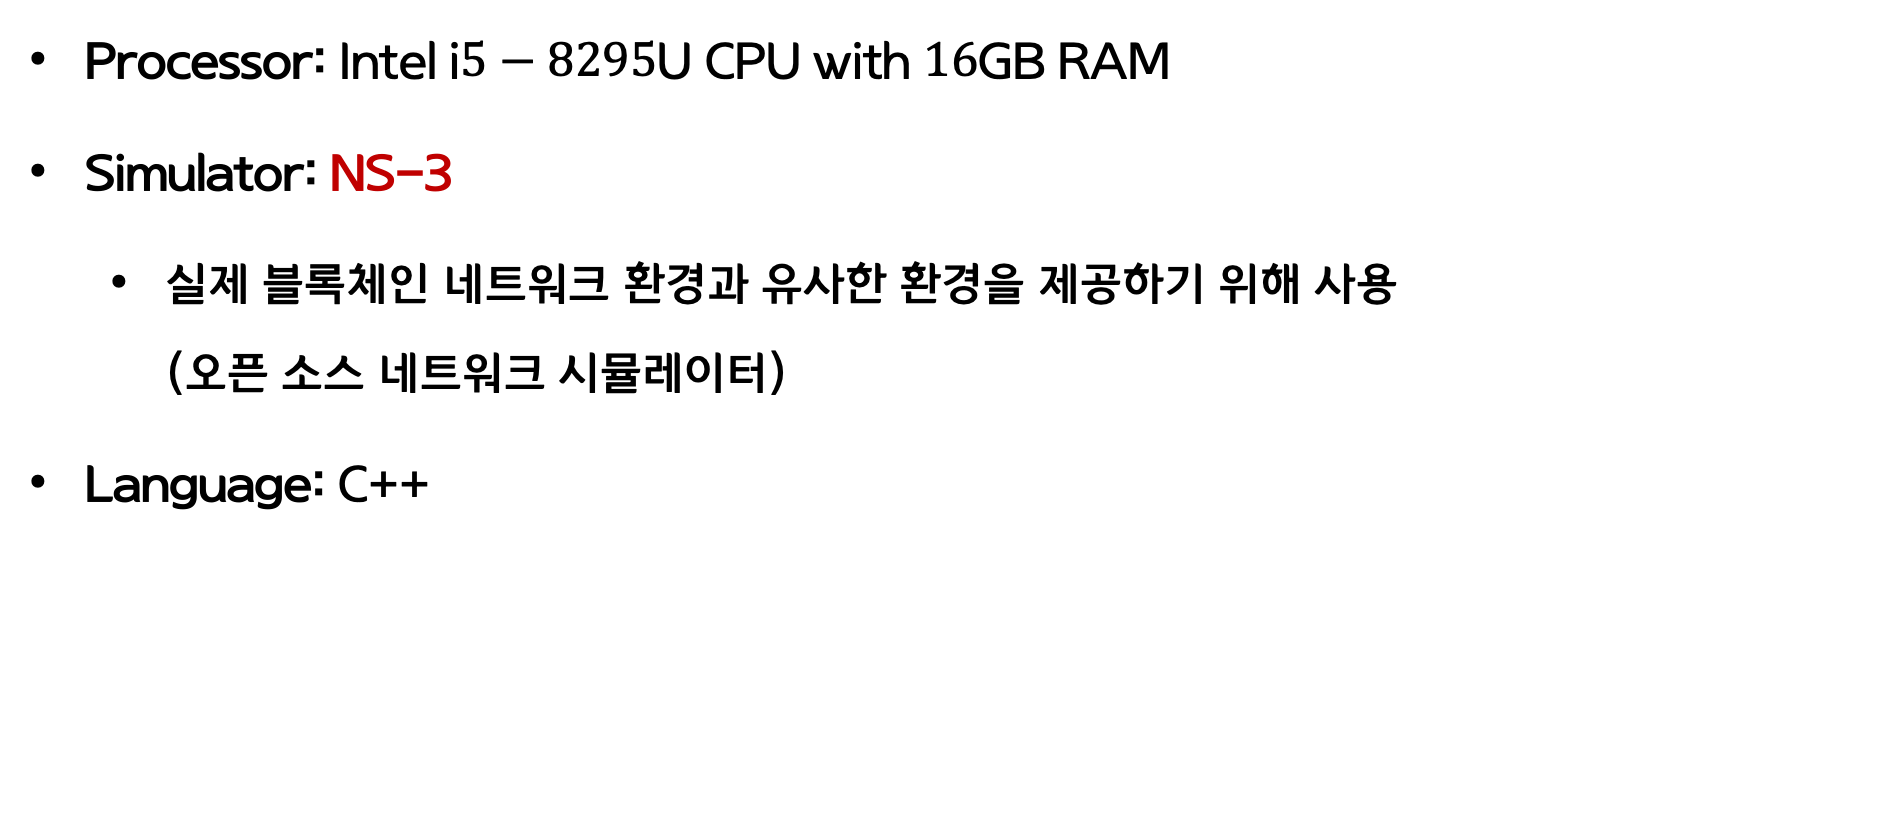 • Processor: Intel i5 − 8295U CPU with 16GB RAM
• Simulator: NS-3
• 실제 블록체인 네트워크 환경과 유사한 환경을 제공하기 위해 사용
(오픈 소스 네트워크 시뮬레이터)
• Language: C++